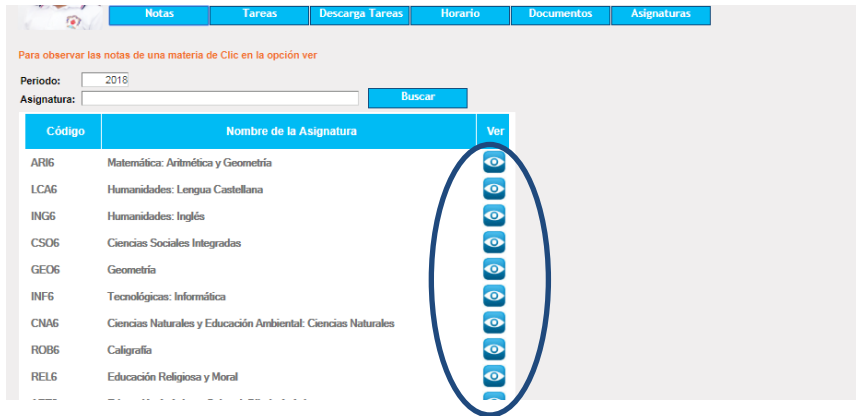 Notas Tareas Descarga Tareas Horario Documentos Asignaturas
Para observar las notas de una materia de Clic en la opción ver
Periodo: 2018
Asignatura: Buscar
Código Nombre de la Asignatura Ver
ARI6 Matemática: Aritmética y Geometría
LCA6 Humanidades: Lengua Castellana
ING6 Humanidades: Inglés
CSO6 Ciencias Sociales Integradas
GEO6 Geometría
INF6 Tecnológicas: Informática
CNA6 Ciencias Naturales y Educación Ambiental: Ciencias Naturales
ROB6 Caligrafía
REL6 Educación Religiosa y Moral